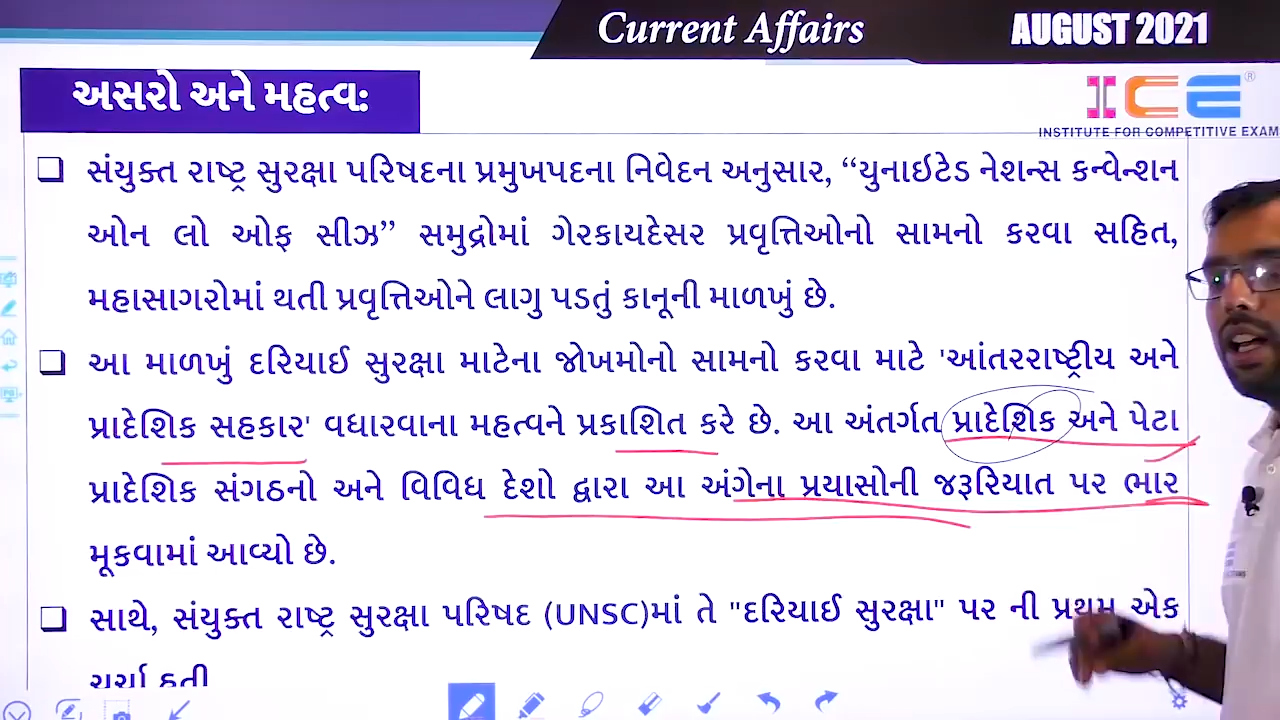 Current Affairs
AUGUST 2021
અસરો અને મહત્વ:
ICE
INSTITUTE FOR COMPETITIVE EXAM
સંયુક્ત રાષ્ટ્ર સુરક્ષા પરિષદના પ્રમુખપદના નિવેદન અનુસાર, “યુનાઇટેડ નેશન્સ કન્વેન્શન
ઓન લો ઓફ સીઝ” સમુદ્રોમાં ગેરકાયદેસર પ્રવૃત્તિઓનો સામનો કરવા સહિત,
મહાસાગરોમાં થતી પ્રવૃત્તિઓને લાગુ પડતું કાનૂની માળખું છે.
આ માળખું દરિયાઈ સુરક્ષા માટેના જોખમોનો સામનો કરવા માટે 'આંતરરાષ્ટ્રીય અને
પ્રાદેશિક સહકાર' વધારવાના મહત્વને પ્રકાશિત કરે છે. આ અંતર્ગત પ્રાદેશિક અને પેટા
પ્રાદેશિક સંગઠનો અને વિવિધ દેશો દ્વારા આ અંગેના પ્રયાસોની જરૂરિયાત પર ભાર
મૂકવામાં આવ્યો છે.
સાથે, સંયુક્ત રાષ્ટ્ર સુરક્ષા પરિષદ (UNSC)માં તે "દરિયાઈ સુરક્ષા" પર ની પ્રથમ એક
ચર્ચા હતી